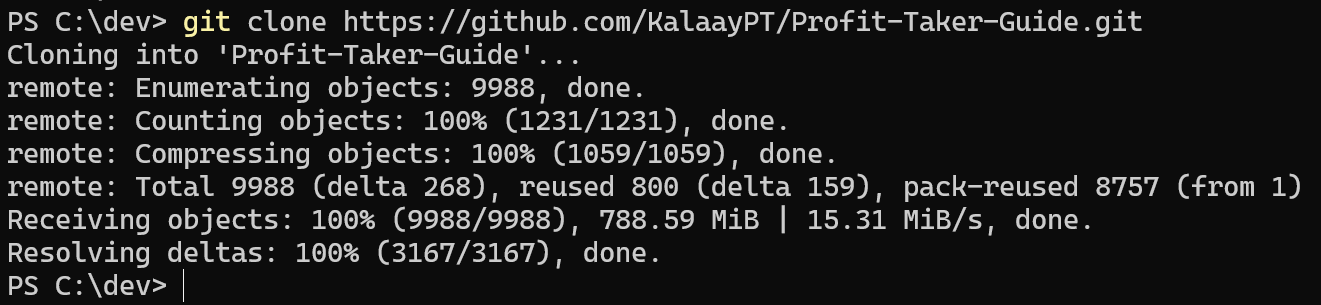 PS C:\dev> git clone https://github.com/KalaayPT/Profit-Taker-Guide.git
Cloning into 'Profit-Taker-Guide'...
remote: Enumerating objects: 9988, done.
remote: Counting objects: 100% (1231/1231), done.
remote: Compressing objects: 100% (1059/1059), done.
remote: Total 9988 (delta 268), reused 800 (delta 159), pack-reused 8757 (from 1)
Receiving objects: 100% (9988/9988), 788.59 MiB | 15.31 MiB/s, done.
Resolving deltas: 100% (3167/3167), done.
PS C:\dev>